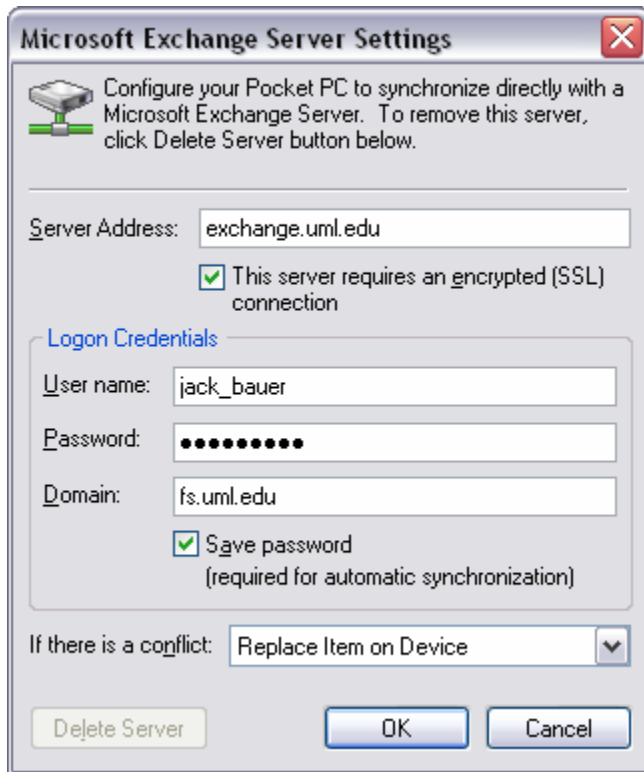 Microsoft Exchange Server Settings
Configure your Pocket PC to synchronize directly with a
Microsoft Exchange Server.  To remove this server,
click Delete Server button below.
Server Address: exchange.uml.edu
This server requires an encrypted (SSL)
connection
Logon Credentials
User name: jack_bauer
Password: ●●●●●●●●●
Domain: fs.uml.edu
Save password
(required for automatic synchronization)
If there is a conflict: Replace Item on Device
Delete Server OK Cancel